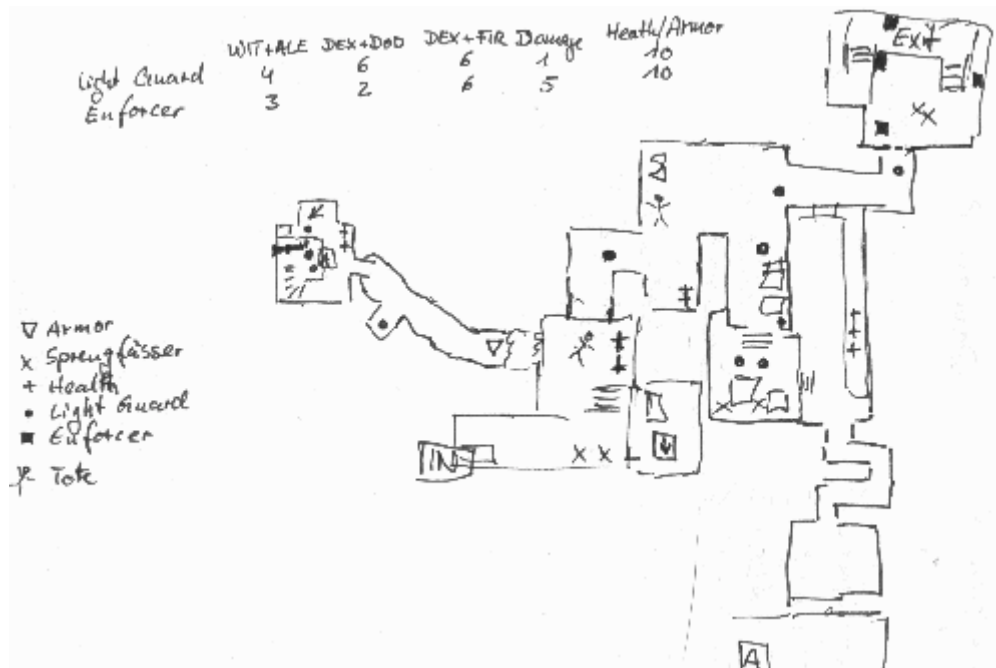 WIT+ALE DEX+DOD DEX+FIR Damage Health/Armor
Light Guard 4 6 6 1 10
Enforcer 3 2 6 5 10
Exit
Armor
Sprengfässer
Health
Light Guard
Enforcer
Tote
IN
A